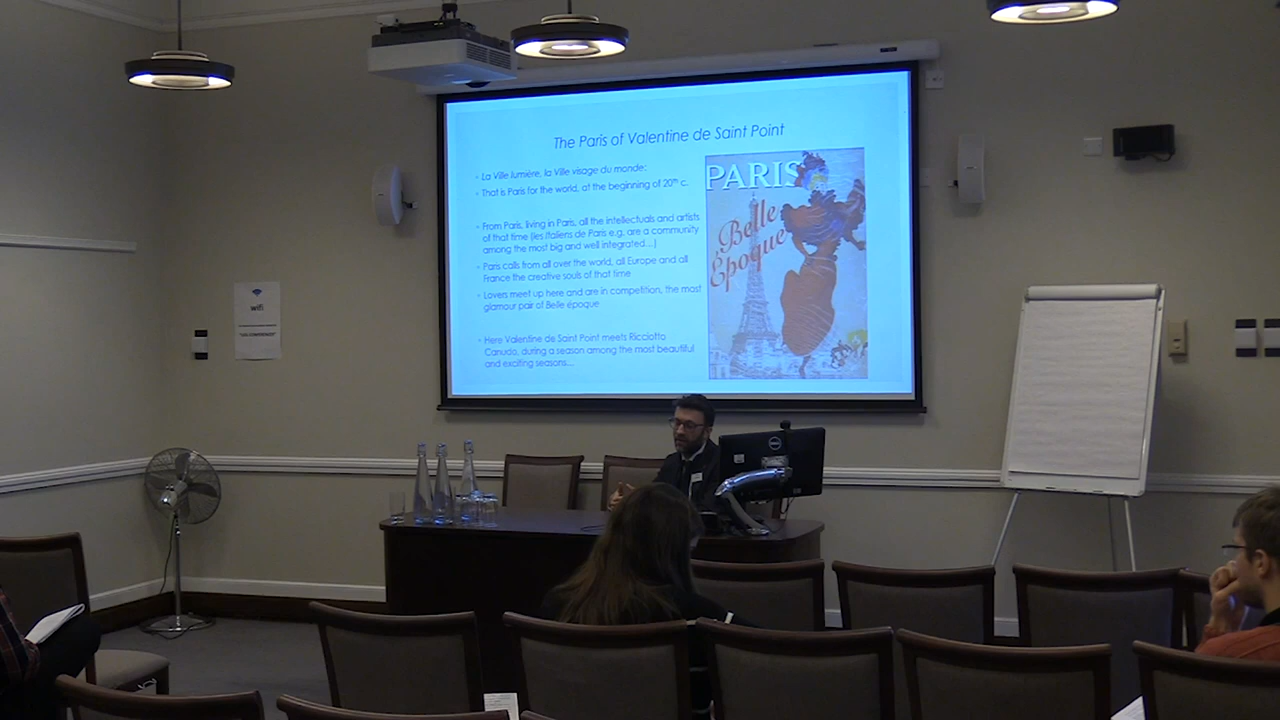 The Paris of Valentine de Saint Point
La Ville lumière, la Ville visage du monde:
That is Paris for the world, at the beginning of 20th c.
From Paris, living in Paris, all the intellectuals and artists
of that time (les Italiens de Paris e.g. are a community
among the most big and well integrated...)
Paris calls from all over the world, all Europe and all
France the creative souls of that time
Lovers meet up here and are in competition, the most
glamour pair of Belle époque
Here Valentine de Saint Point meets Ricciotto
Canudo, during a season among the most beautiful
and exciting seasons...
PARIS
Belle
Époque
wifi
DELL